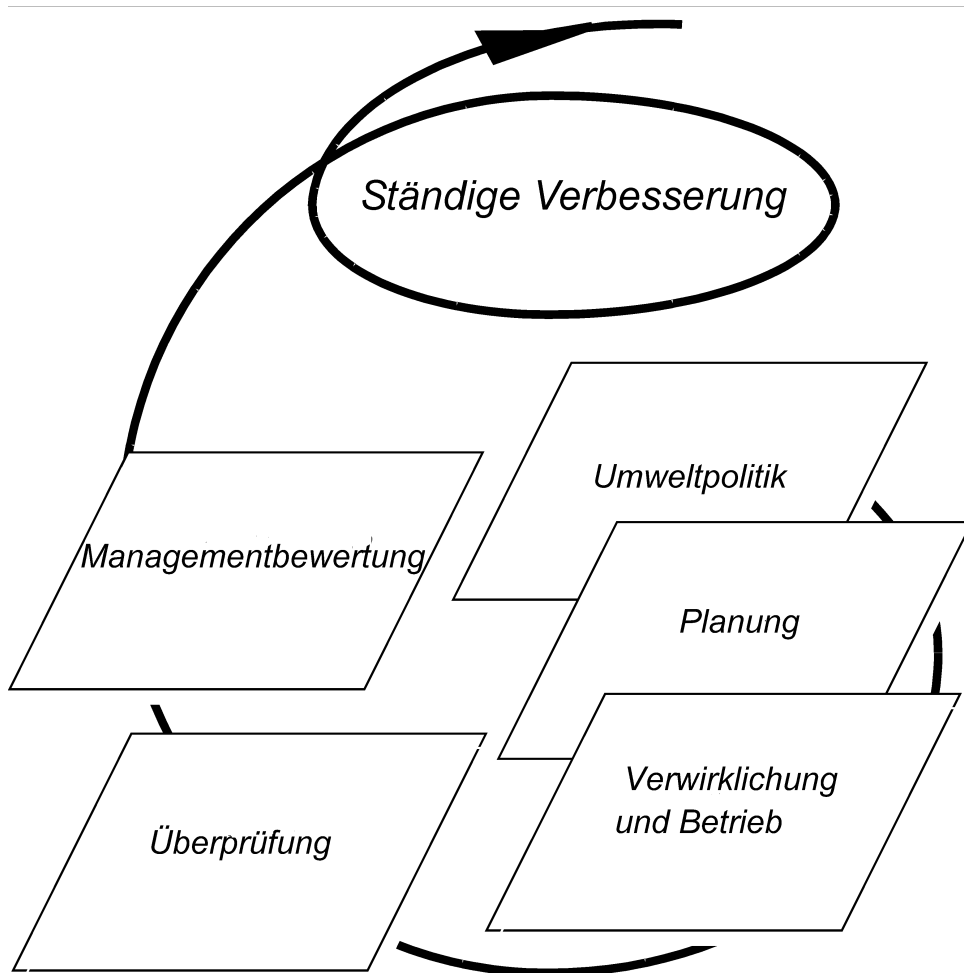 Ständige Verbesserung
Umweltpolitik
Managementbewertung
Planung
Verwirklichung
und Betrieb
Überprüfung